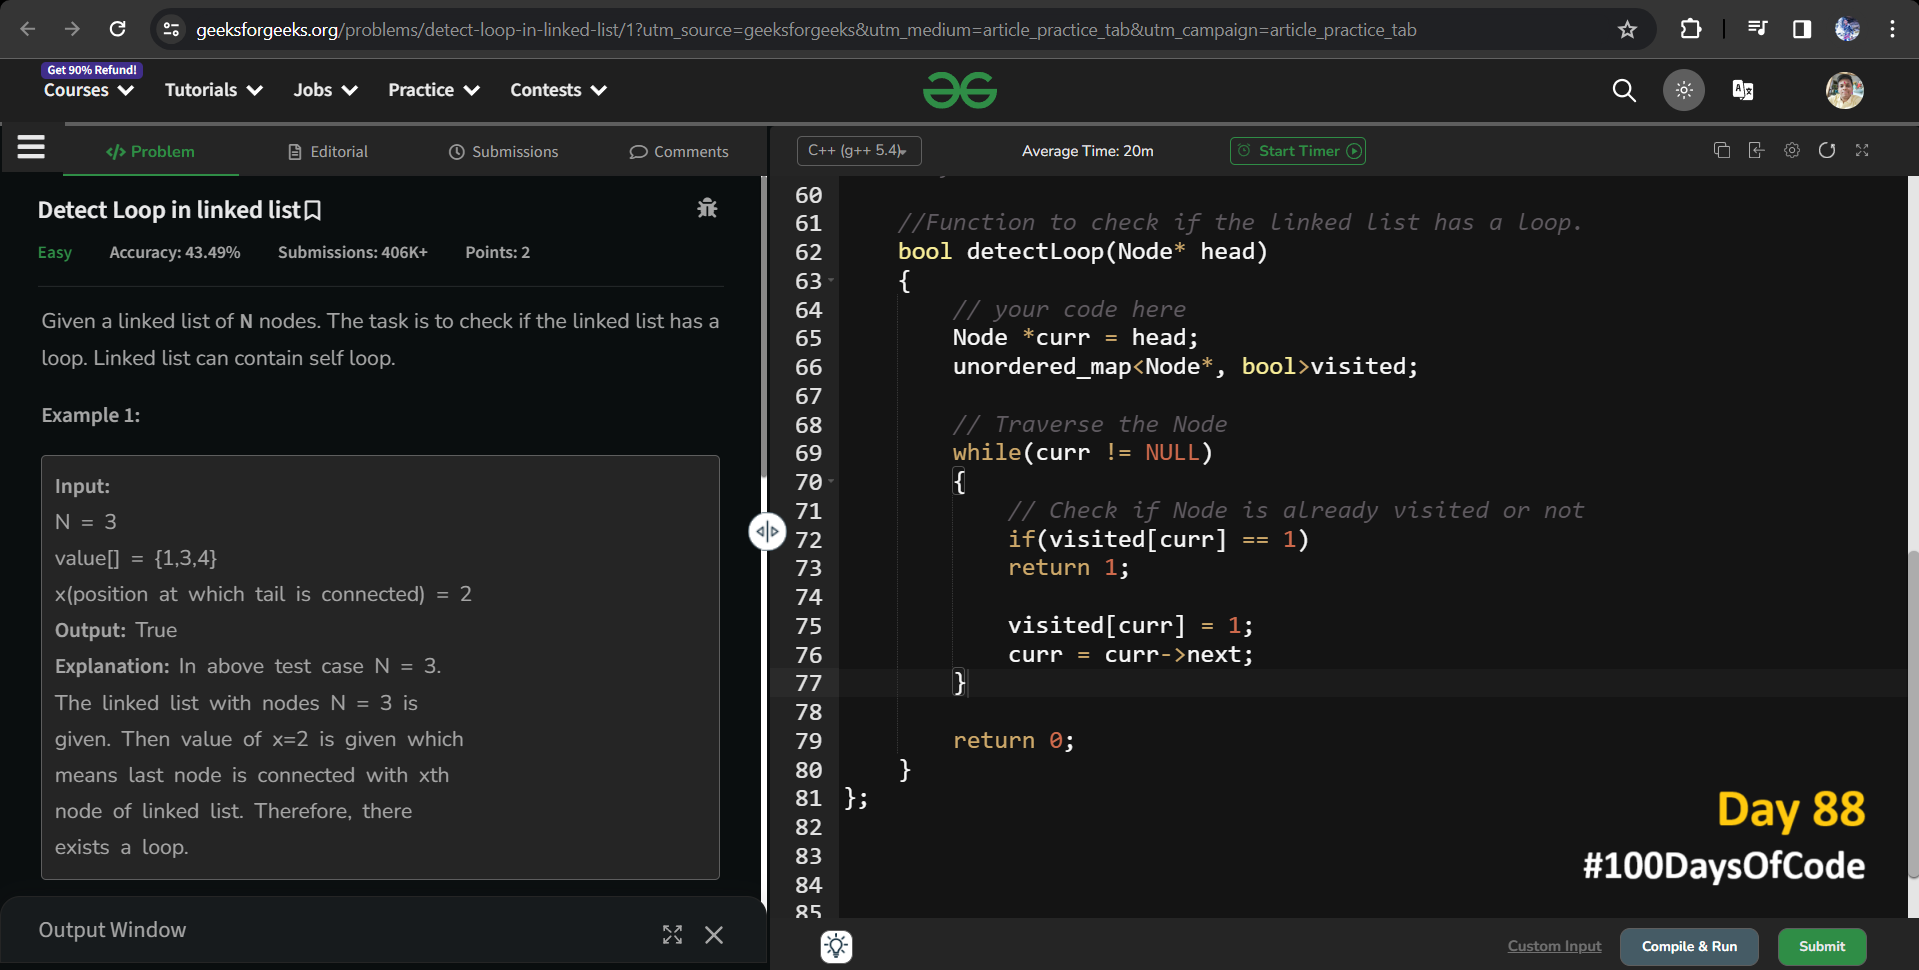 geeksforgeeks.org/problems/detect-loop-in-linked-list/1?utm_source=geeksforgeeks&utm_medium=article_practice_tab&utm_campaign=article_practice_tab
Get 90% Refund!
Courses Tutorials Jobs Practice Contests
</> Problem Editorial Submissions Comments
Detect Loop in linked list
Easy Accuracy: 43.49% Submissions: 406K+ Points: 2
Given a linked list of N nodes. The task is to check if the linked list has a
loop. Linked list can contain self loop.
Example 1:
Input:
N = 3
value[] = {1,3,4}
x(position at which tail is connected) = 2
Output: True
Explanation: In above test case N = 3.
The linked list with nodes N = 3 is
given. Then value of x=2 is given which
means last node is connected with xth
node of linked list. Therefore, there
exists a loop.
Output Window
C++ (g++ 5.4) Average Time: 20m Start Timer
60
61 //Function to check if the linked list has a loop.
62 bool detectLoop(Node* head)
63 {
64 // your code here
65 Node *curr = head;
66 unordered_map<Node*, bool>visited;
67
68 // Traverse the Node
69 while(curr != NULL)
70 {
71 // Check if Node is already visited or not
72 if(visited[curr] == 1)
73 return 1;
74
75 visited[curr] = 1;
76 curr = curr->next;
77 }
78
79 return 0;
80 }
81 };
82
83
84
85
Day 88
#100DaysOfCode
Custom Input Compile & Run Submit